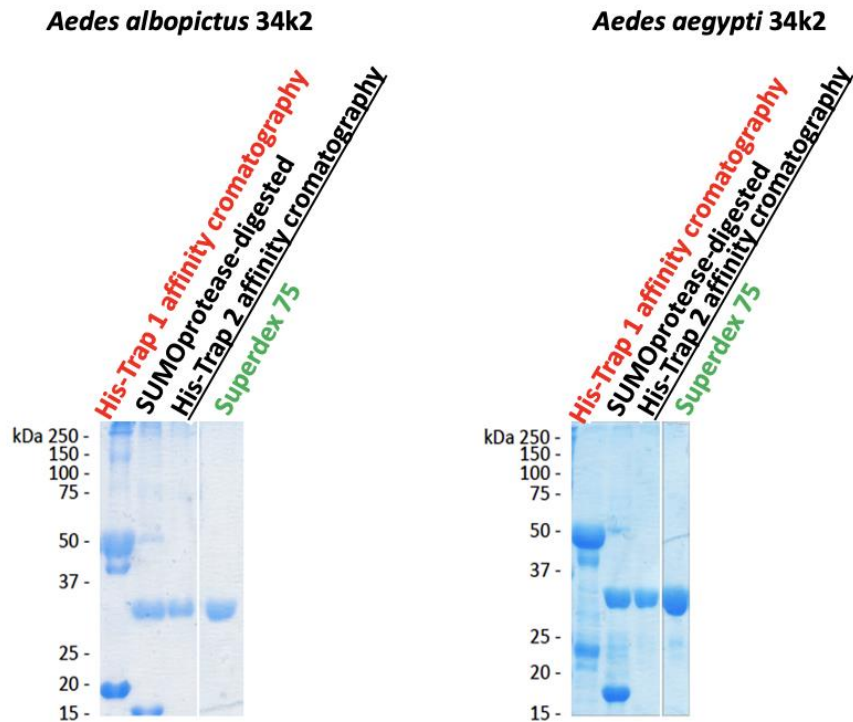 Aedes albopictus 34k2
His-Trap 1 affinity cromatography
SUMOprotease-digested
His-Trap 2 affinity cromatography
Superdex 75
kDa 250 -
150 -
100 -
75 -
50 -
37 -
25 -
20 -
15 -
Aedes aegypti 34k2
His-Trap 1 affinity cromatography
SUMOprotease-digested
His-Trap 2 affinity cromatography
Superdex 75
kDa 250 -
150 -
100 -
75 -
50 -
37 -
25 -
20 -
15 -